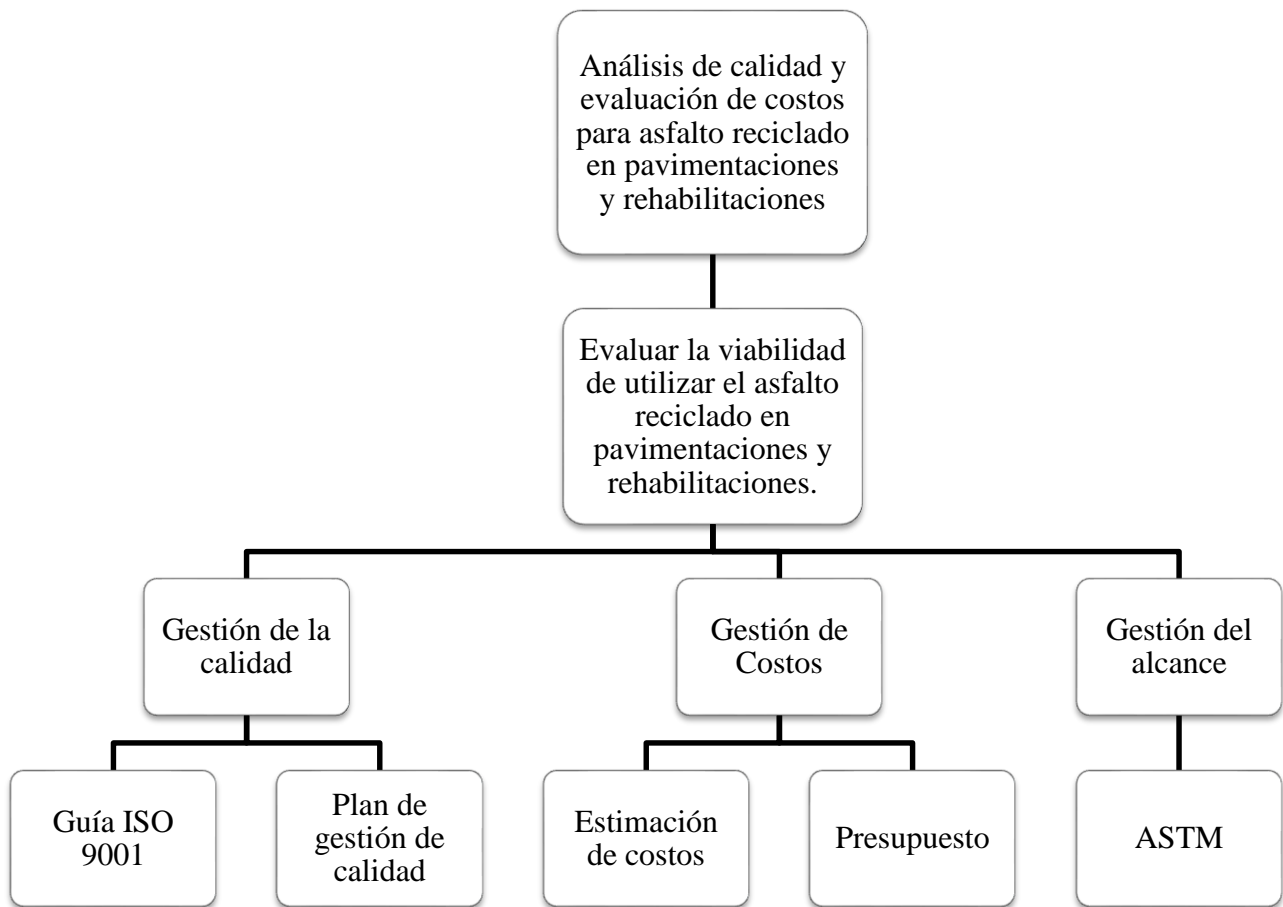 Análisis de calidad y
evaluación de costos
para asfalto reciclado
en pavimentaciones
y rehabilitaciones
Evaluar la viabilidad
de utilizar el asfalto
reciclado en
pavimentaciones y
rehabilitaciones.
Gestión de la
calidad
Gestión de
Costos
Gestión del
alcance
Guía ISO
9001
Plan de
gestión de
calidad
Estimación
de costos
Presupuesto
ASTM